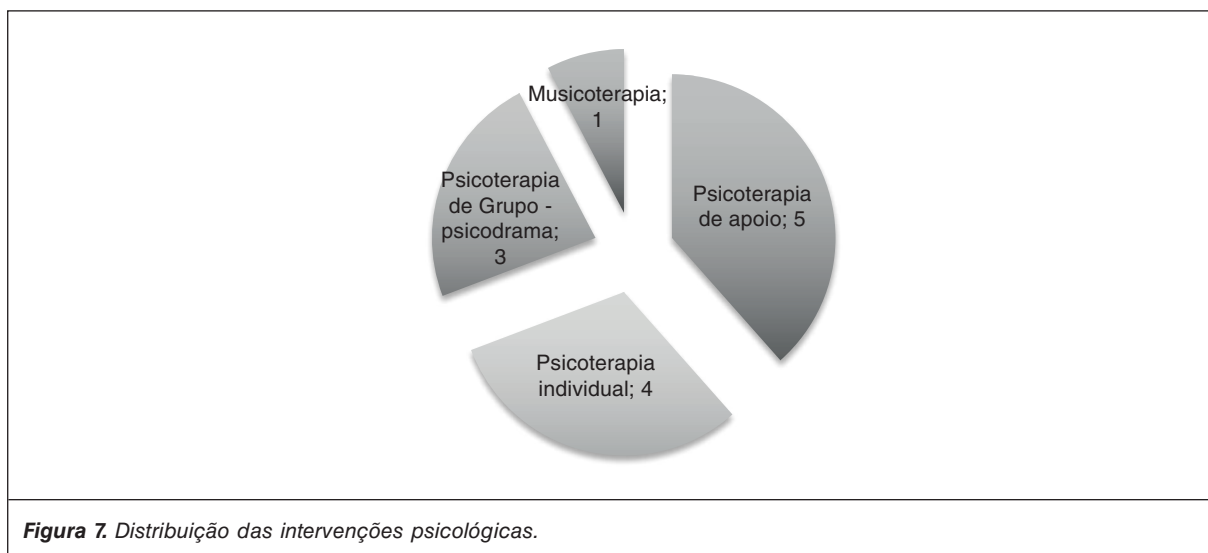 Musicoterapia;
1
Psicoterapia
de Grupo -
psicodrama;
3
Psicoterapia
de apoio; 5
Psicoterapia
individual; 4
Figura 7. Distribuição das intervenções psicológicas.